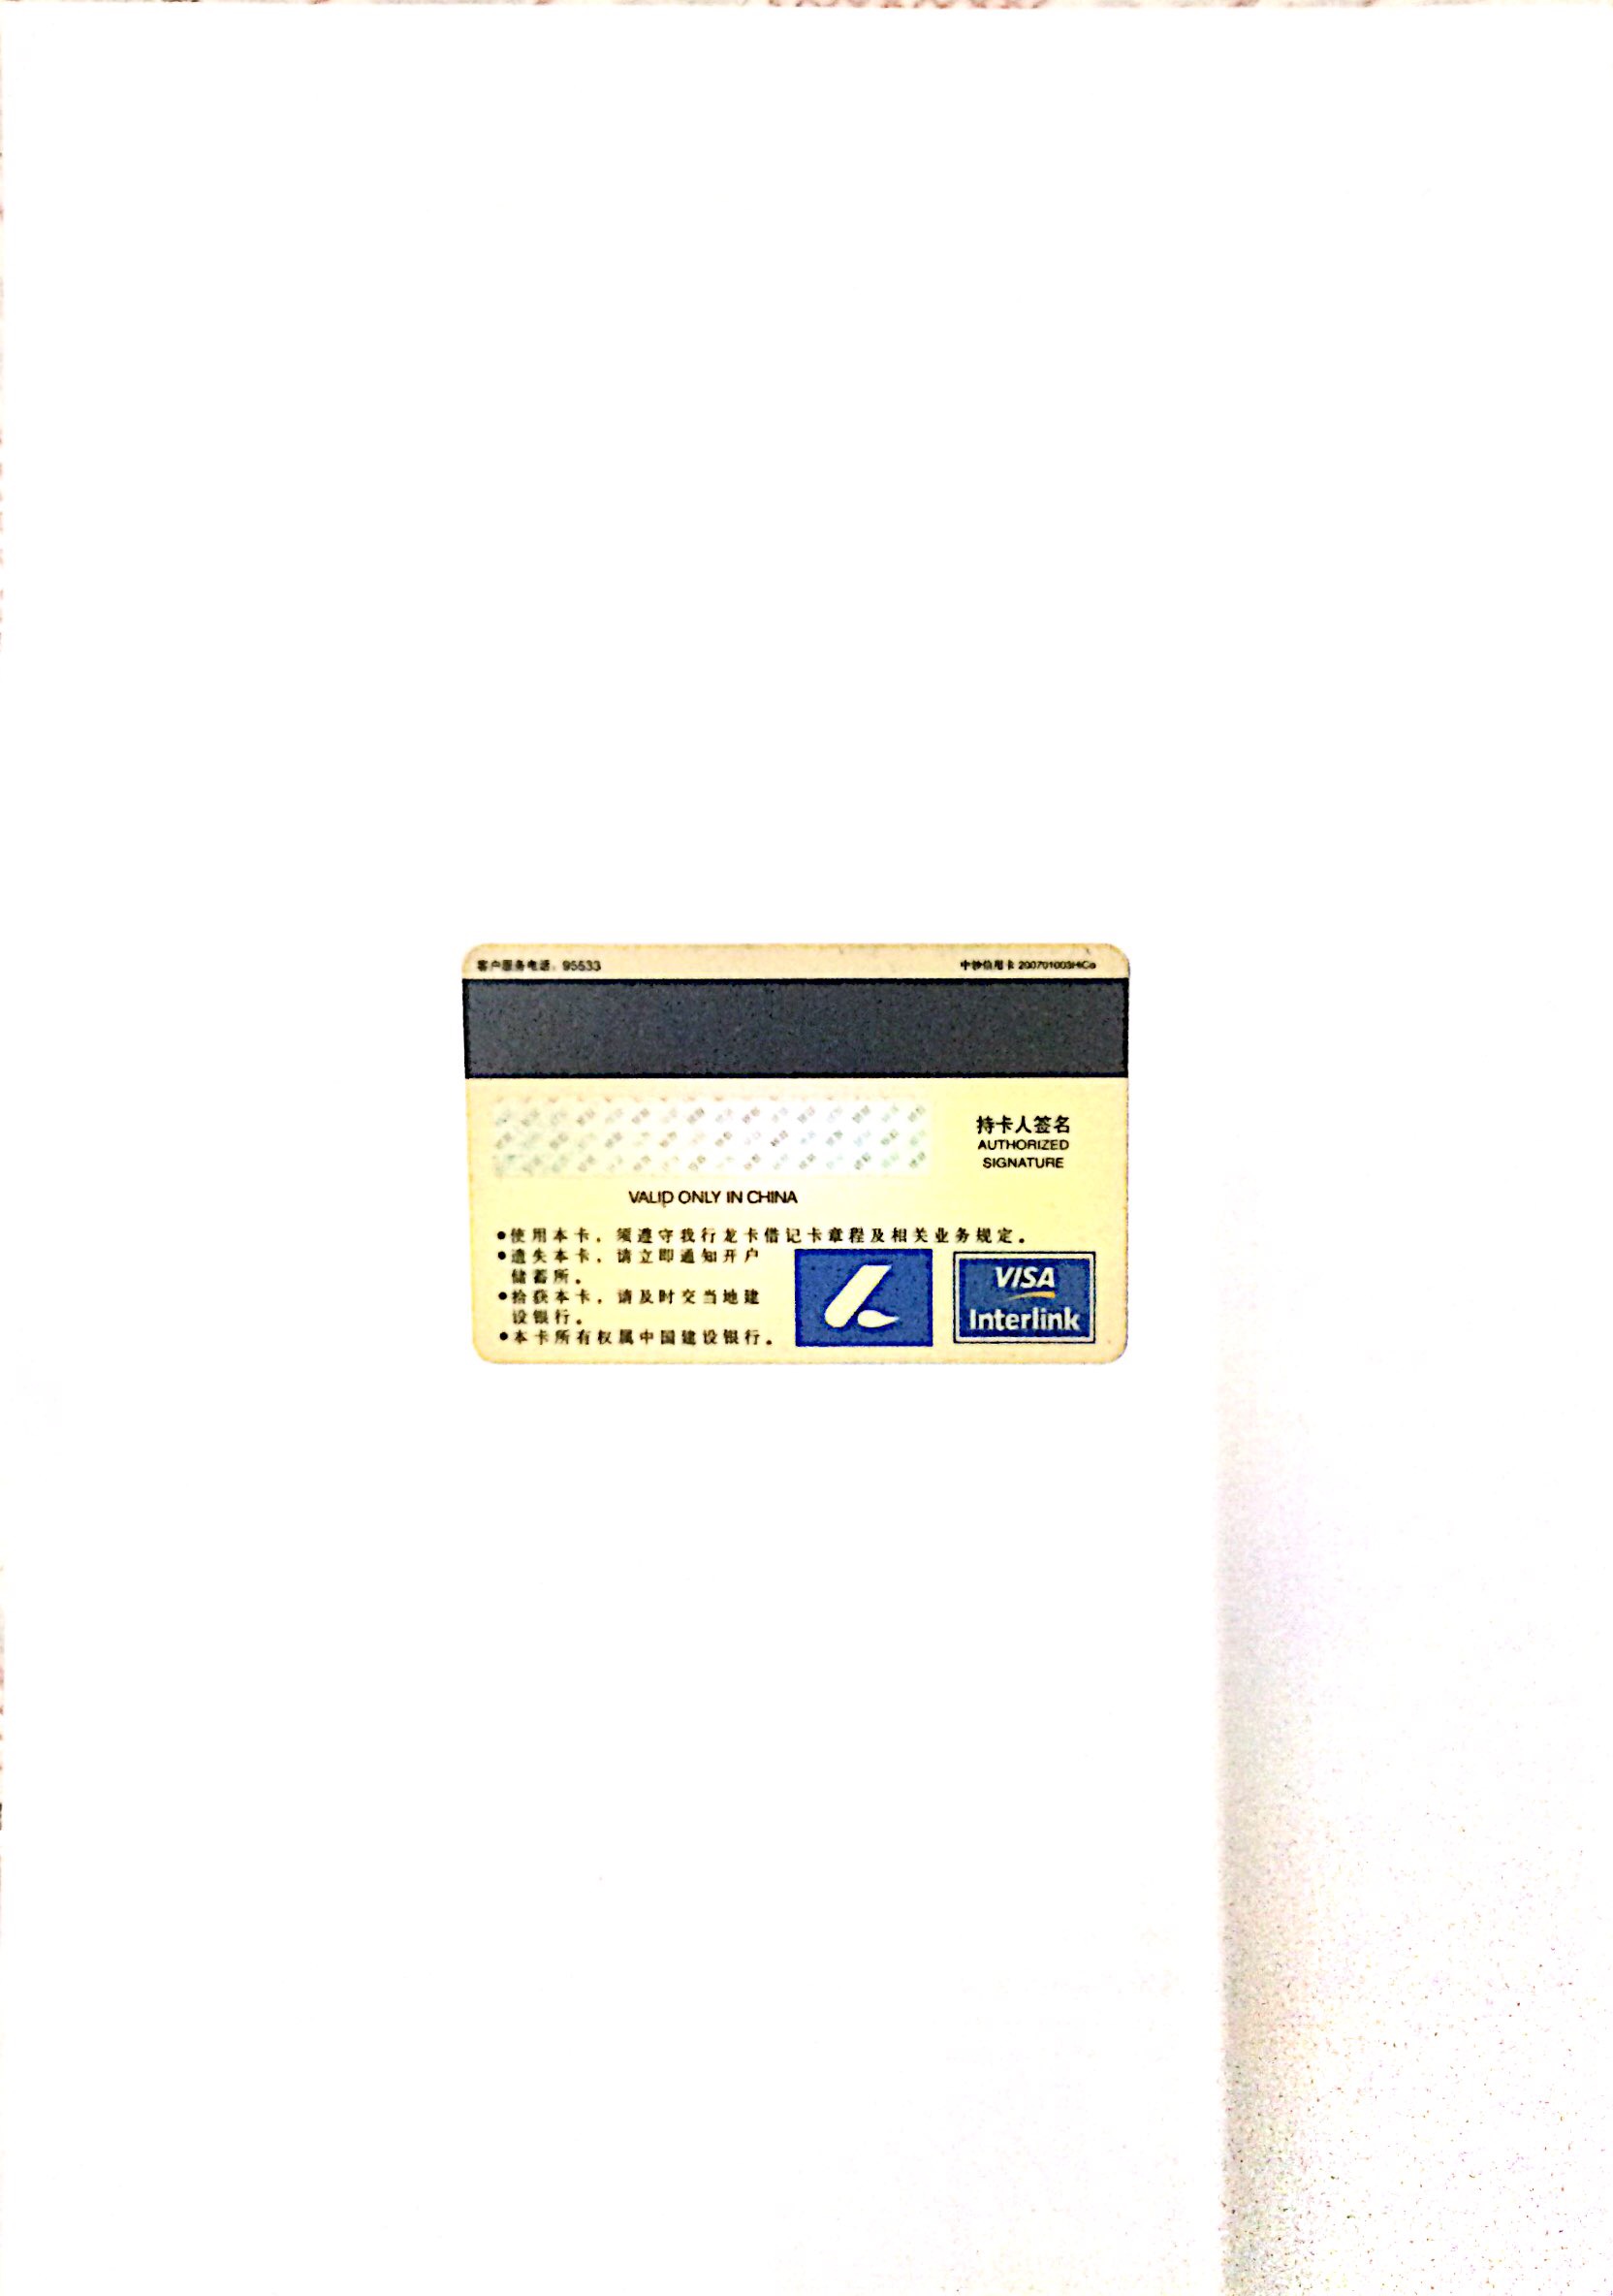 客户服务电话：95533
中钞信用卡 200701003HiCo
持卡人签名
AUTHORIZED
SIGNATURE
VALID ONLY IN CHINA
●使用本卡，须遵守我行龙卡借记卡章程及相关业务规定。
●遗失本卡，请立即通知开户
储蓄所。
●拾获本卡，请及时交当地建
设银行。
●本卡所有权属中国建设银行。
VISA
Interlink